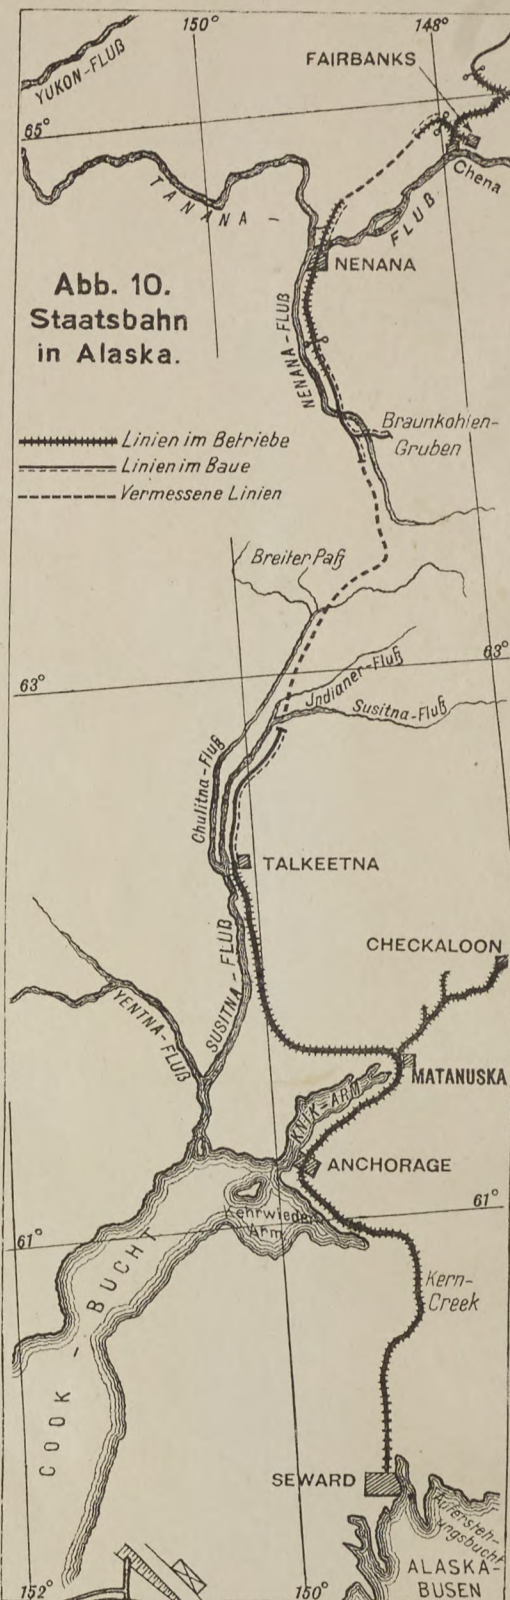 150°
148°
YUKON-FLUß
FAIRBANKS
65°
Chena
TANANA-
FLUß
NENANA
Abb. 10.
Staatsbahn
in Alaska.
NENANA-FLUß
Braunkohlen-
Gruben
Linien im Betriebe
Linien im Baue
Vermessene Linien
Breiter Paß
63°
63°
Indianer-Fluß
Susitna-Fluß
Chulitna-Fluß
TALKEETNA
CHECKALOON
SUSITNA-FLUß
YENTNA-FLUß
MATANUSKA
KNIK=ARM
ANCHORAGE
61°
Kehrwieder
Arm
61°
COOK-BUCHT
Kern-
Creek
SEWARD
Aufersteh-
ungsbucht
ALASKA-
BUSEN
152°
150°